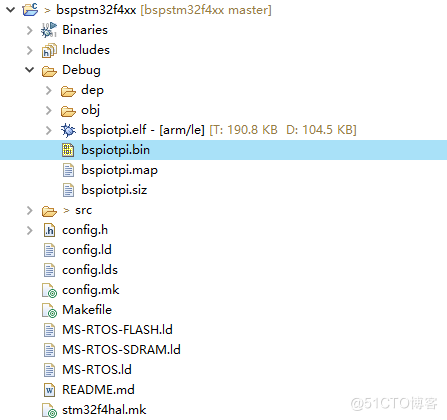 > bspstm32f4xx [bspstm32f4xx master]
Binaries
Includes
Debug
dep
obj
bspiotpi.elf - [arm/le] [T: 190.8 KB D: 104.5 KB]
bspiotpi.bin
bspiotpi.map
bspiotpi.siz
> src
config.h
config.ld
config.lds
config.mk
Makefile
MS-RTOS-FLASH.ld
MS-RTOS-SDRAM.ld
MS-RTOS.ld
README.md
stm32f4hal.mk
@51CTO博客